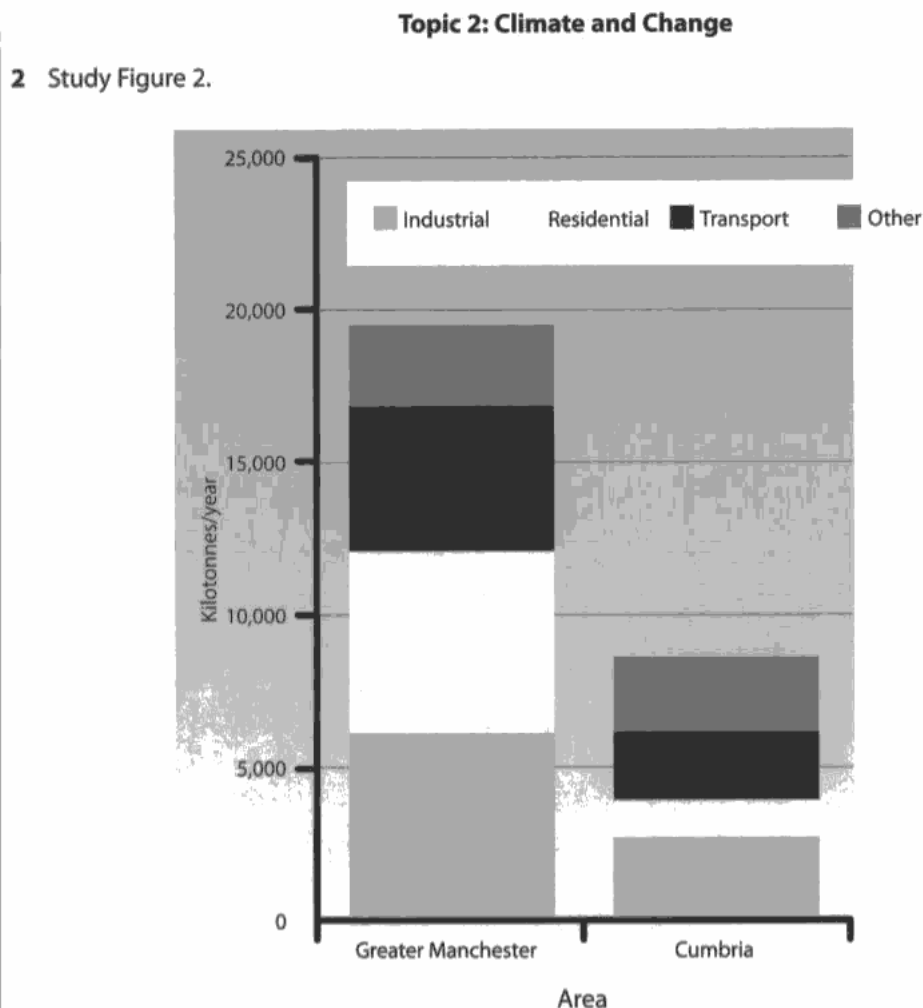 Topic 2: Climate and Change
2 Study Figure 2.
25,000
Industrial Residential Transport Other
20,000
15,000
Kilotonnes/year
10,000
5,000
0
Greater Manchester Cumbria
Area